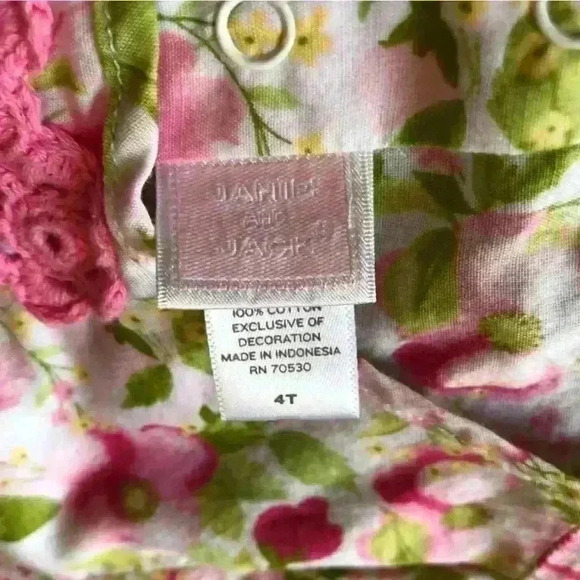 JANIE
AND
JACK®
100% COTTON
EXCLUSIVE OF
DECORATION
MADE IN INDONESIA
RN 70530
4T